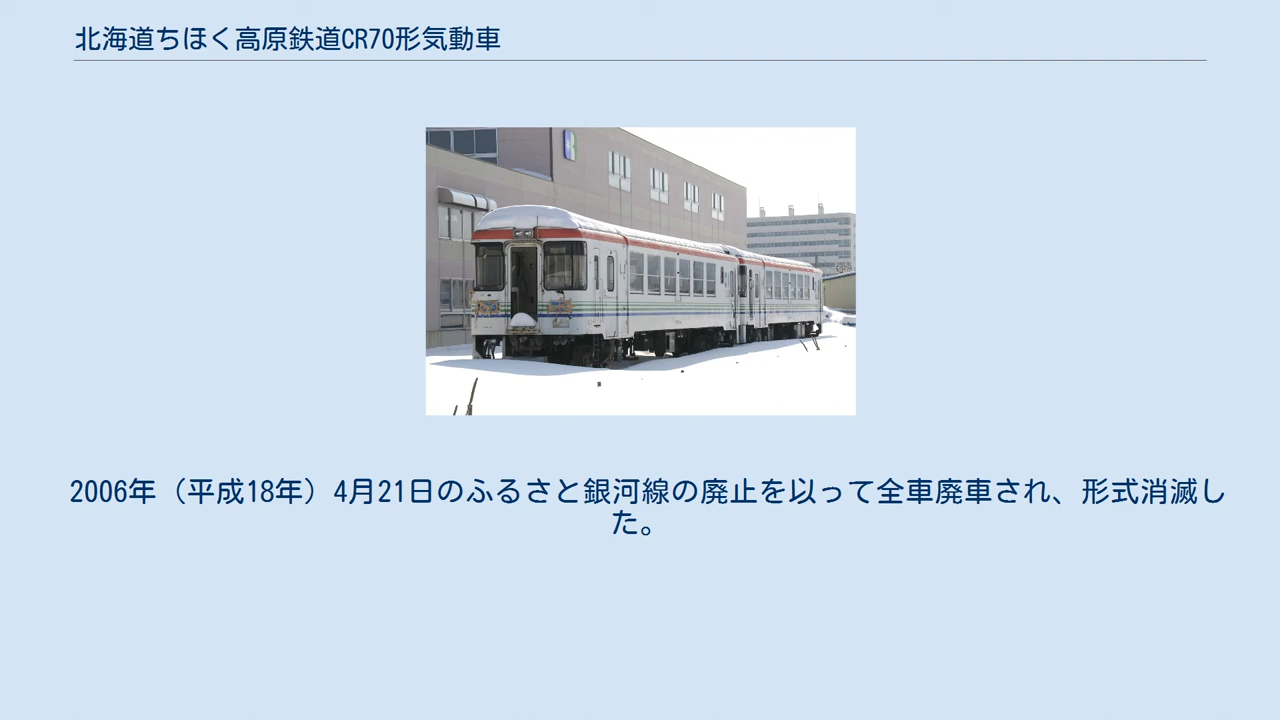 北海道ちほく高原鉄道CR70形気動車
2006年（平成18年）4月21日のふるさと銀河線の廃止を以って全車廃車され、形式消滅し
た。